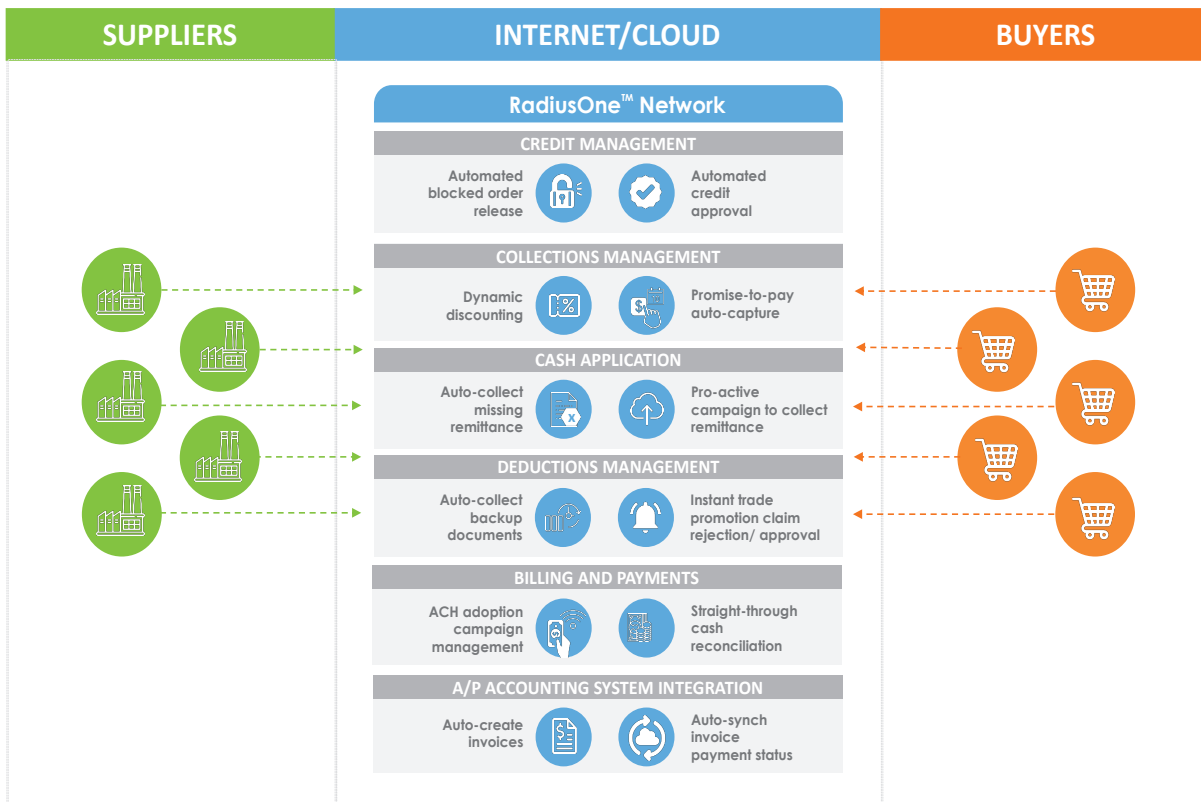 SUPPLIERS
INTERNET/CLOUD
BUYERS
RadiusOne™ Network
CREDIT MANAGEMENT
Automated
blocked order
release
Automated
credit
approval
COLLECTIONS MANAGEMENT
Dynamic
discounting
Promise-to-pay
auto-capture
CASH APPLICATION
Auto-collect
missing
remittance
Pro-active
campaign to collect
remittance
DEDUCTIONS MANAGEMENT
Auto-collect
backup
documents
Instant trade
promotion claim
rejection/ approval
BILLING AND PAYMENTS
ACH adoption
campaign
management
Straight-through
cash
reconciliation
A/P ACCOUNTING SYSTEM INTEGRATION
Auto-create
invoices
Auto-synch
invoice
payment status